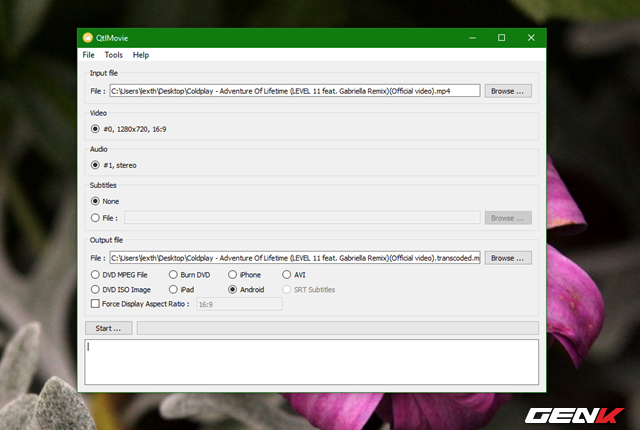 QtlMovie
File Tools Help
Input file
File : C:\Users\lexth\Desktop\Coldplay - Adventure Of Lifetime (LEVEL 11 feat. Gabriella Remix)(Official video).mp4 Browse ...
Video
#0, 1280x720, 16:9
Audio
#1, stereo
Subtitles
None
File : Browse ...
Output file
File : C:\Users\lexth\Desktop\Coldplay - Adventure Of Lifetime (LEVEL 11 feat. Gabriella Remix)(Official video).transcoded.m Browse ...
DVD MPEG File Burn DVD iPhone AVI
DVD ISO Image iPad Android SRT Subtitles
Force Display Aspect Ratio : 16:9
Start ...
GENK